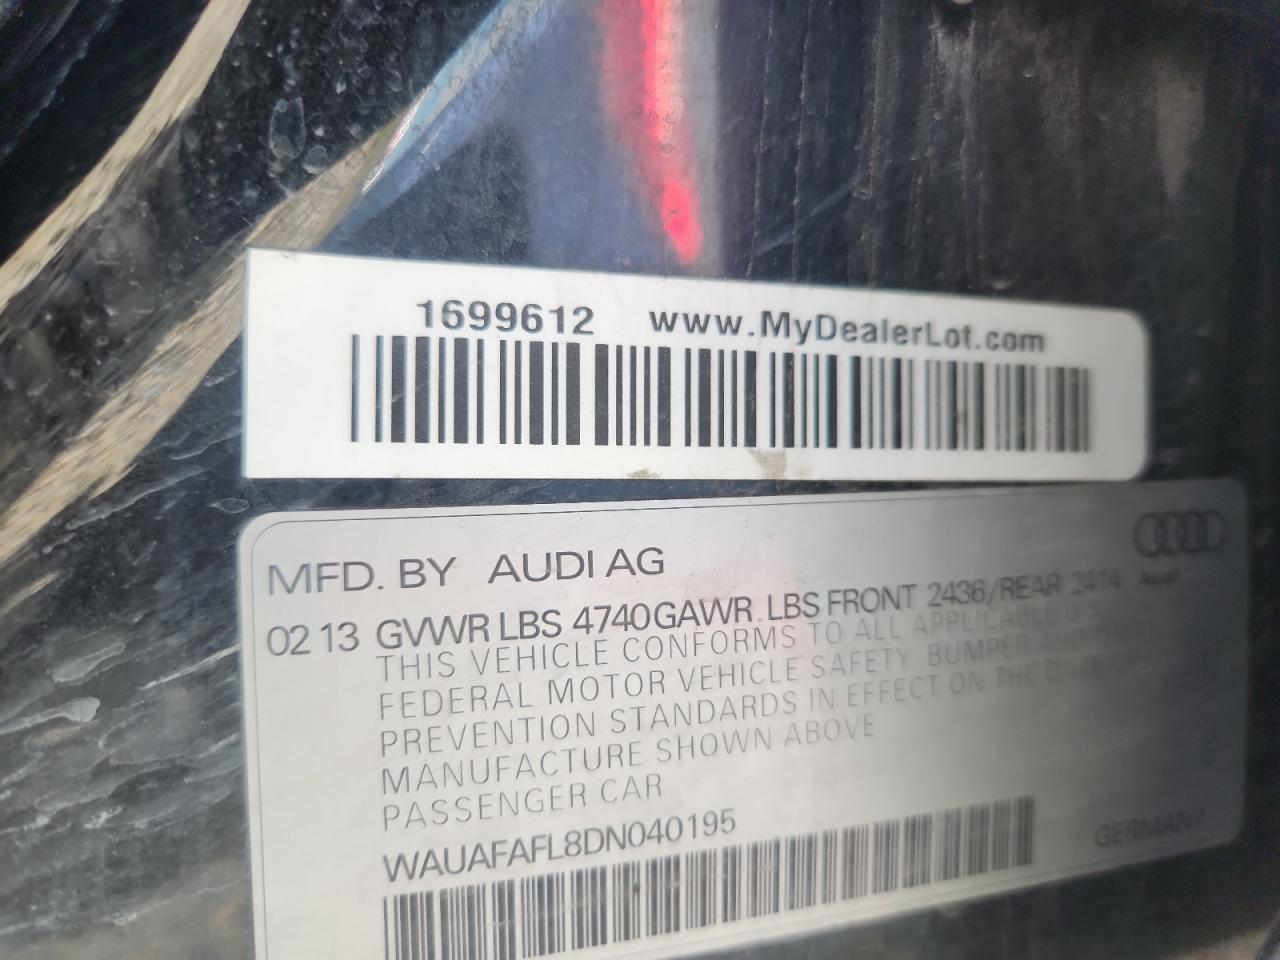 1699612 www.MyDealerLot.com
MFD. BY AUDI AG
02 13 GVWR LBS 4740 GAWR. LBS FRONT 2436/REAR 2414
Audi
THIS VEHICLE CONFORMS TO ALL APPLICABLE U.S.
FEDERAL MOTOR VEHICLE SAFETY, BUMPER AND THEFT
PREVENTION STANDARDS IN EFFECT ON THE DATE OF
MANUFACTURE SHOWN ABOVE
PASSENGER CAR
WAUAFAFL8DN040195
GERMANY